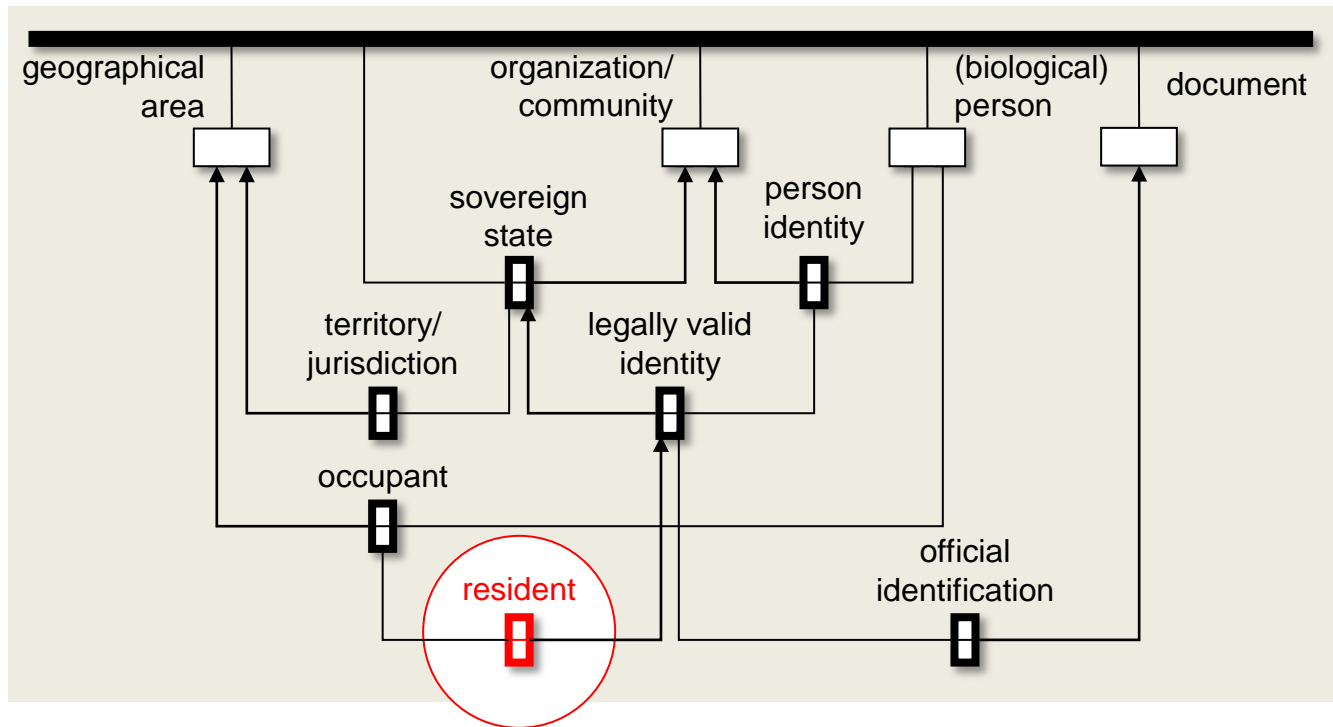 geographical
area
organization/
community
(biological)
person
document
sovereign
state
person
identity
territory/
jurisdiction
legally valid
identity
occupant
official
identification
resident